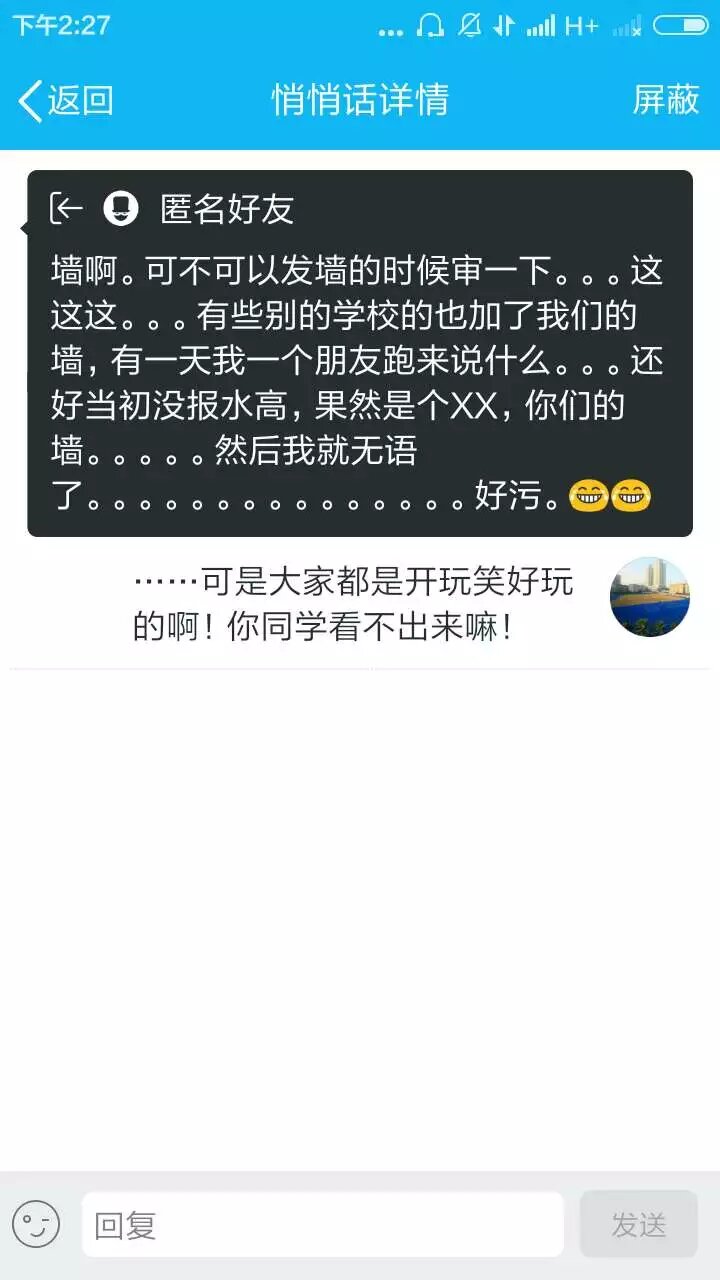 下午2:27
... H+
返回 悄悄话详情 屏蔽
匿名好友
墙啊。可不可以发墙的时候审一下。。。这
这这。。。有些别的学校的也加了我们的
墙,有一天我一个朋友跑来说什么。。。还
好当初没报水高,果然是个XX,你们的
墙。。。。。然后我就无语
了。。。。。。。。。。。。。。。好污。😂😂
……可是大家都是开玩笑好玩
的啊!你同学看不出来嘛!
回复 发送